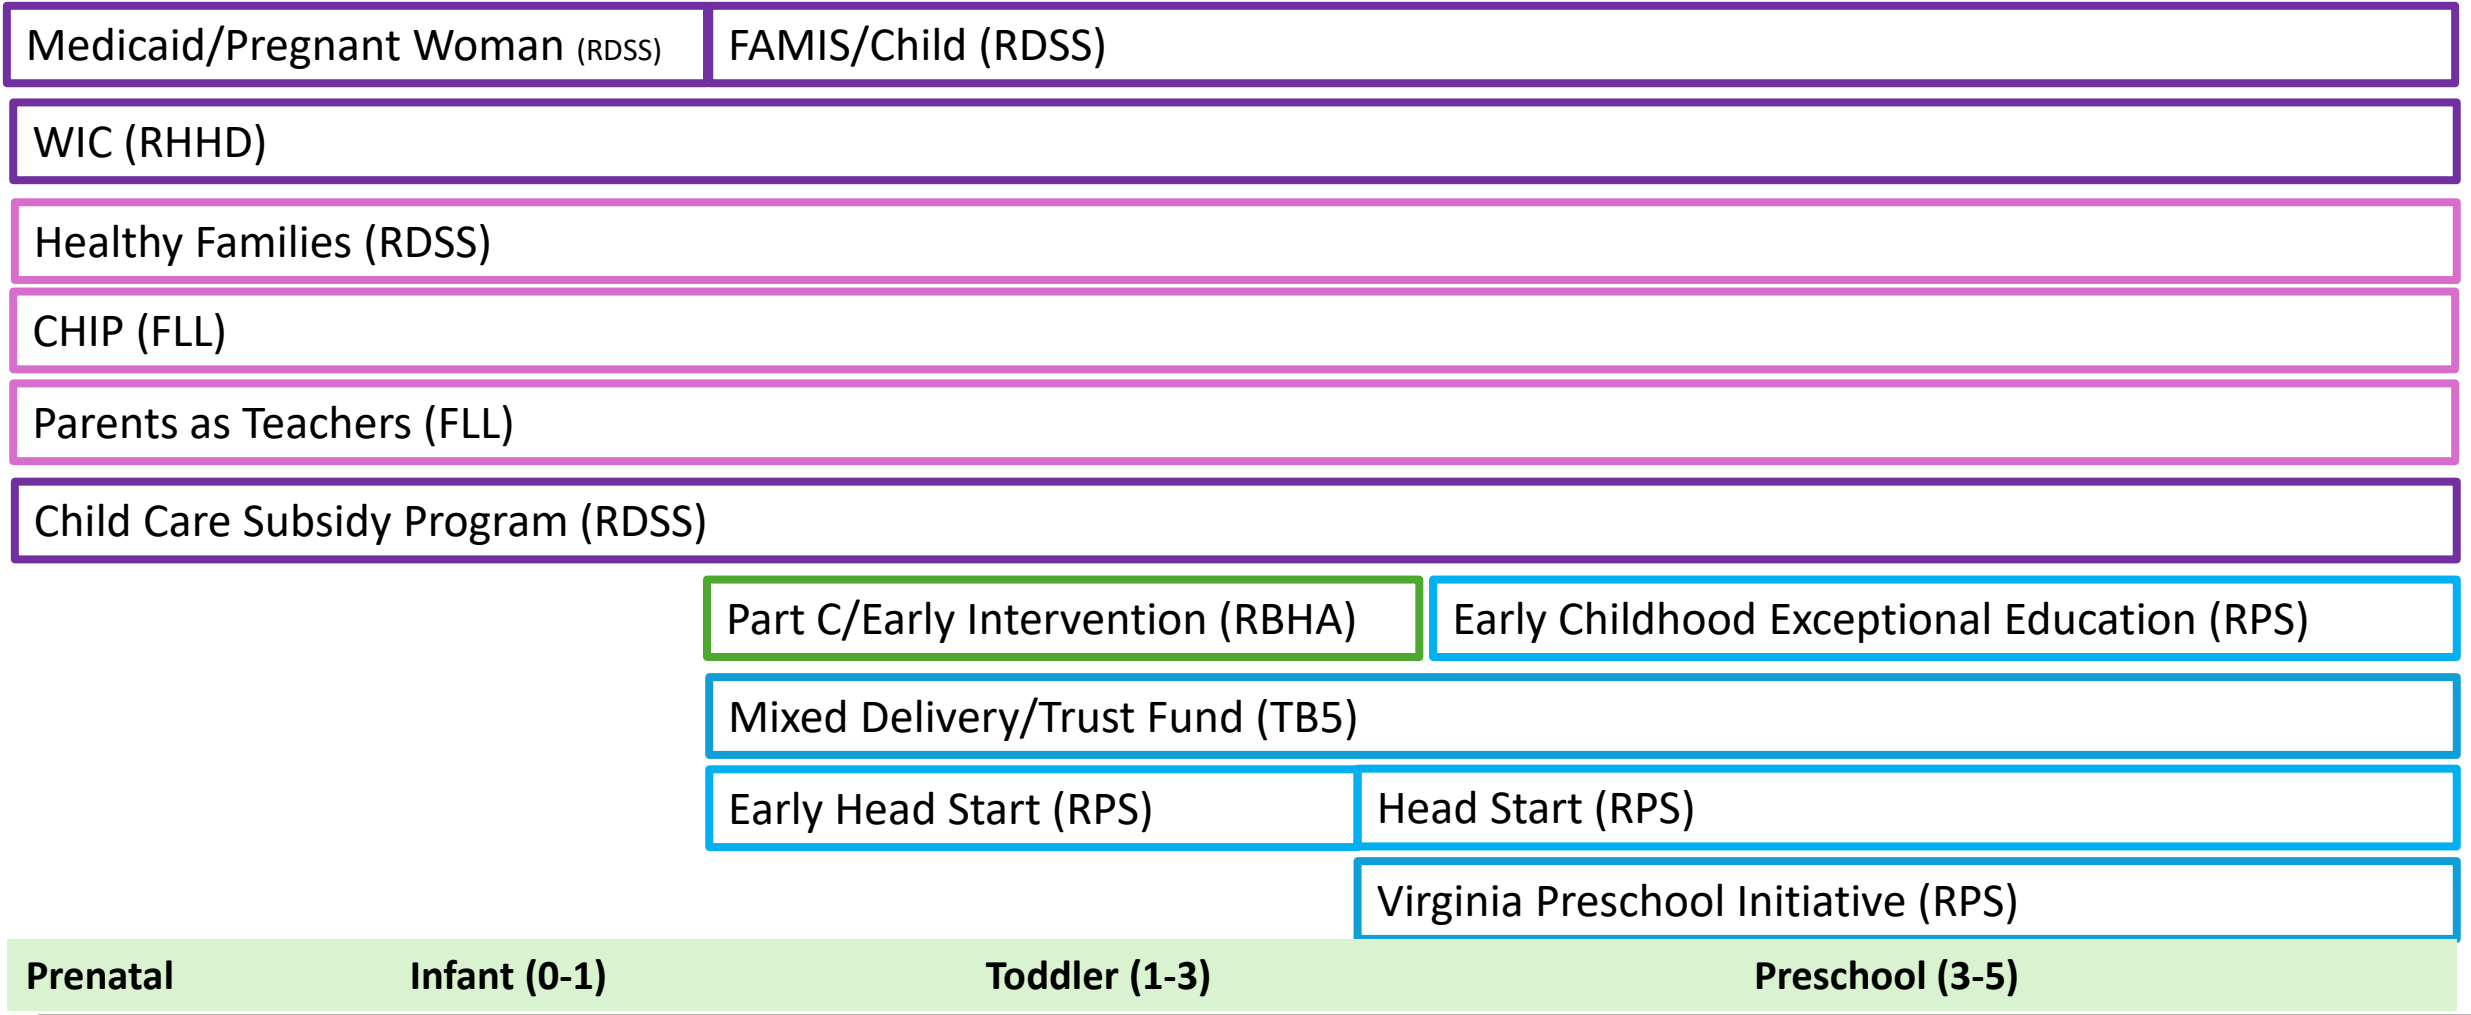 Medicaid/Pregnant Woman (RDSS)
FAMIS/Child (RDSS)
WIC (RHHD)
Healthy Families (RDSS)
CHIP (FLL)
Parents as Teachers (FLL)
Child Care Subsidy Program (RDSS)
Part C/Early Intervention (RBHA)
Early Childhood Exceptional Education (RPS)
Mixed Delivery/Trust Fund (TB5)
Early Head Start (RPS)
Head Start (RPS)
Virginia Preschool Initiative (RPS)
Prenatal
Infant (0-1)
Toddler (1-3)
Preschool (3-5)